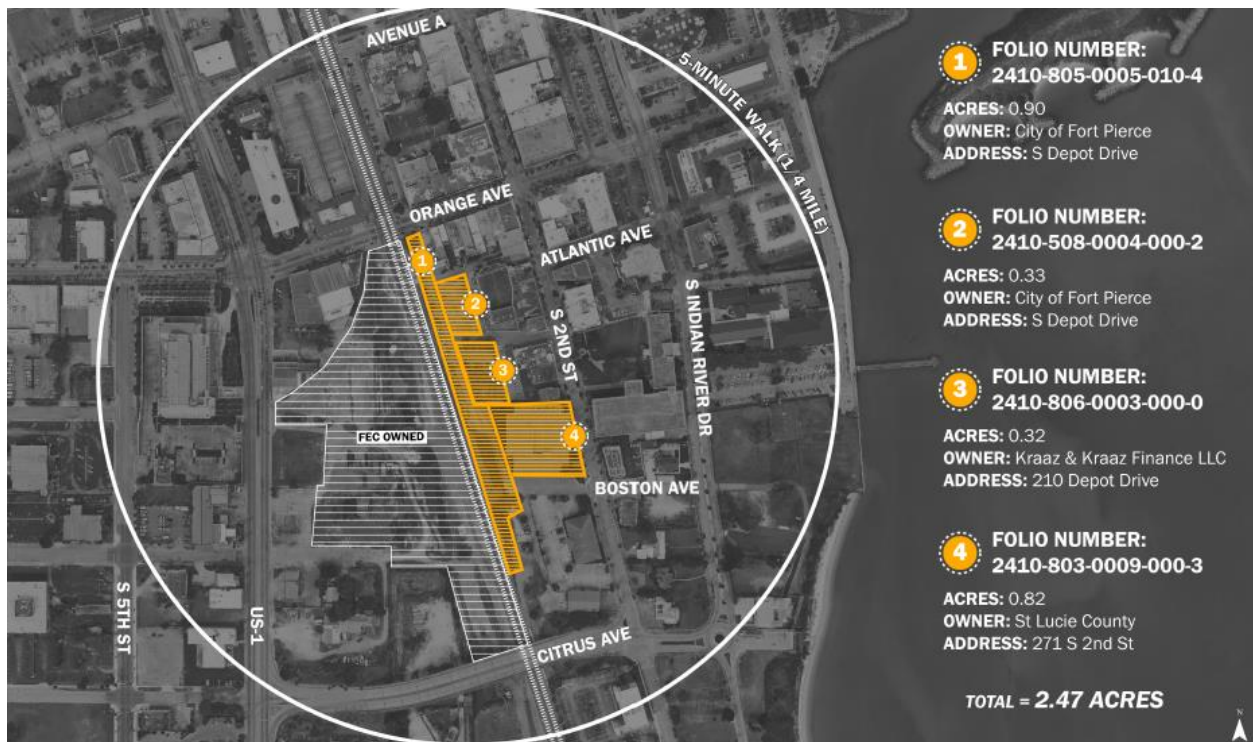 AVENUE A
5-MINUTE WALK (1/4 MILE)
ORANGE AVE
ATLANTIC AVE
S 2ND ST
S INDIAN RIVER DR
FEC OWNED
BOSTON AVE
S 5TH ST
US-1
CITRUS AVE
1
2
3
4
1
FOLIO NUMBER:
2410-805-0005-010-4
ACRES: 0.90
OWNER: City of Fort Pierce
ADDRESS: S Depot Drive
2
FOLIO NUMBER:
2410-508-0004-000-2
ACRES: 0.33
OWNER: City of Fort Pierce
ADDRESS: S Depot Drive
3
FOLIO NUMBER:
2410-806-0003-000-0
ACRES: 0.32
OWNER: Kraaz & Kraaz Finance LLC
ADDRESS: 210 Depot Drive
4
FOLIO NUMBER:
2410-803-0009-000-3
ACRES: 0.82
OWNER: St Lucie County
ADDRESS: 271 S 2nd St
TOTAL = 2.47 ACRES
N